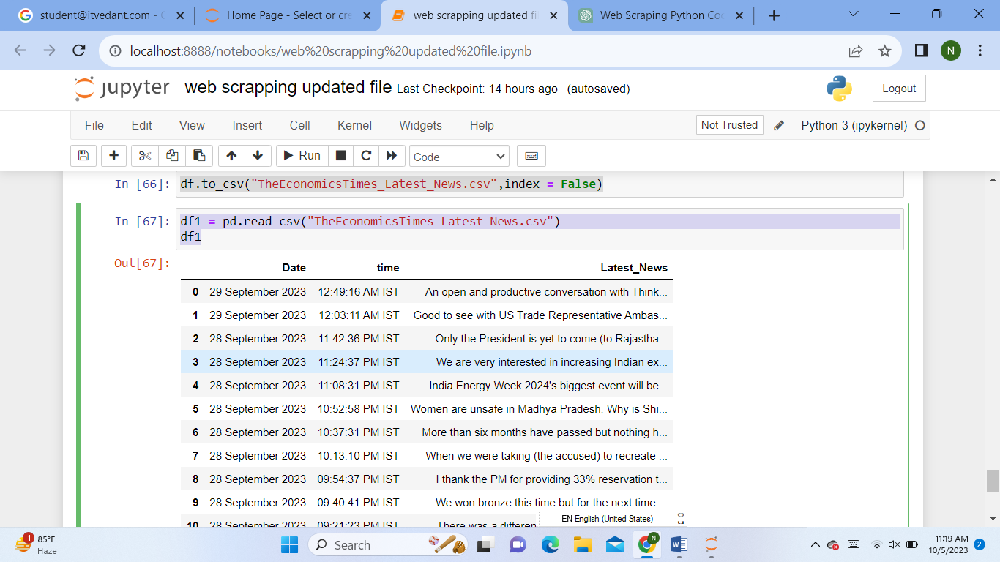 student@itvedant.com - G
Home Page - Select or cre
web scrapping updated fi
Web Scraping Python Co
localhost:8888/notebooks/web%20scrapping%20updated%20file.ipynb
N
jupyter web scrapping updated file Last Checkpoint: 14 hours ago (autosaved)
Logout
File Edit View Insert Cell Kernel Widgets Help
Not Trusted
Python 3 (ipykernel)
Run
Code
In [66]: df.to_csv("TheEconomicsTimes_Latest_News.csv",index = False)
In [67]: df1 = pd.read_csv("TheEconomicsTimes_Latest_News.csv")
df1
Out[67]:
Date time Latest_News
0 29 September 2023 12:49:16 AM IST An open and productive conversation with Think...
1 29 September 2023 12:03:11 AM IST Good to see with US Trade Representative Ambas...
2 28 September 2023 11:42:36 PM IST Only the President is yet to come (to Rajastha...
3 28 September 2023 11:24:37 PM IST We are very interested in increasing Indian ex...
4 28 September 2023 11:08:31 PM IST India Energy Week 2024's biggest event will be...
5 28 September 2023 10:52:58 PM IST Women are unsafe in Madhya Pradesh. Why is Shi...
6 28 September 2023 10:37:31 PM IST More than six months have passed but nothing h...
7 28 September 2023 10:13:10 PM IST When we were taking (the accused) to recreate ...
8 28 September 2023 09:54:37 PM IST I thank the PM for providing 33% reservation t...
9 28 September 2023 09:40:41 PM IST We won bronze this time but for the next time ...
10 28 September 2023 09:21:23 PM IST There was a differen
EN English (United States)
1
85°F
Haze
Search
N
11:19 AM
10/5/2023
2